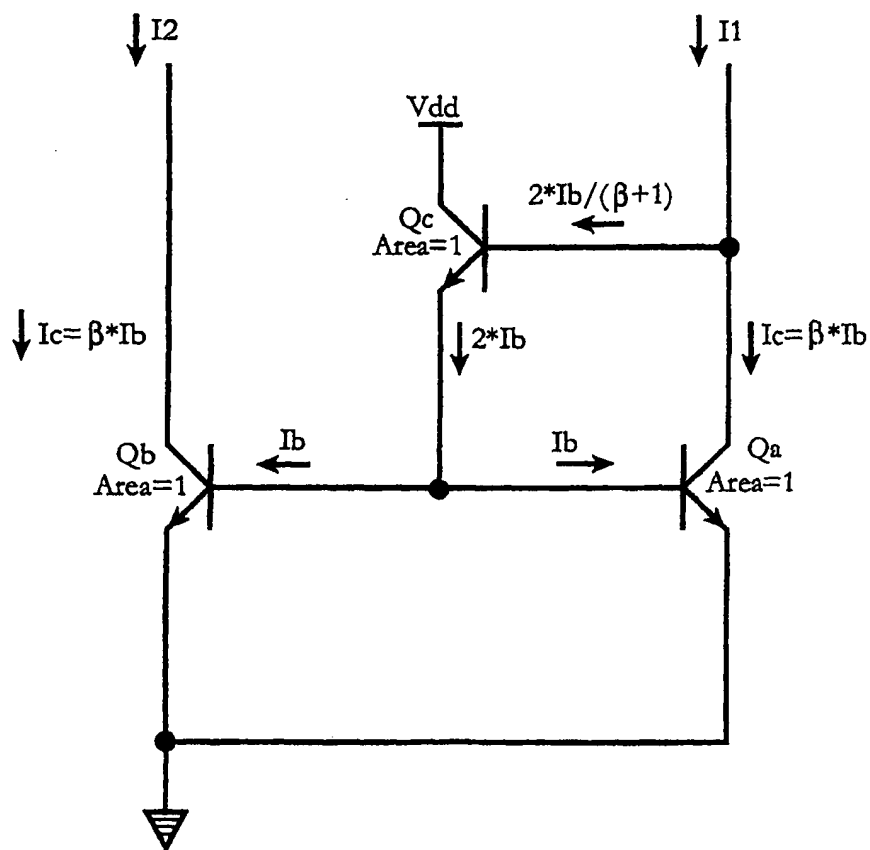 I2
I1
Vdd
2*Ib/(β+1)
Qc
Area=1
Ic=β*Ib
2*Ib
Ic=β*Ib
Qb
Area=1
Ib
Ib
Qa
Area=1